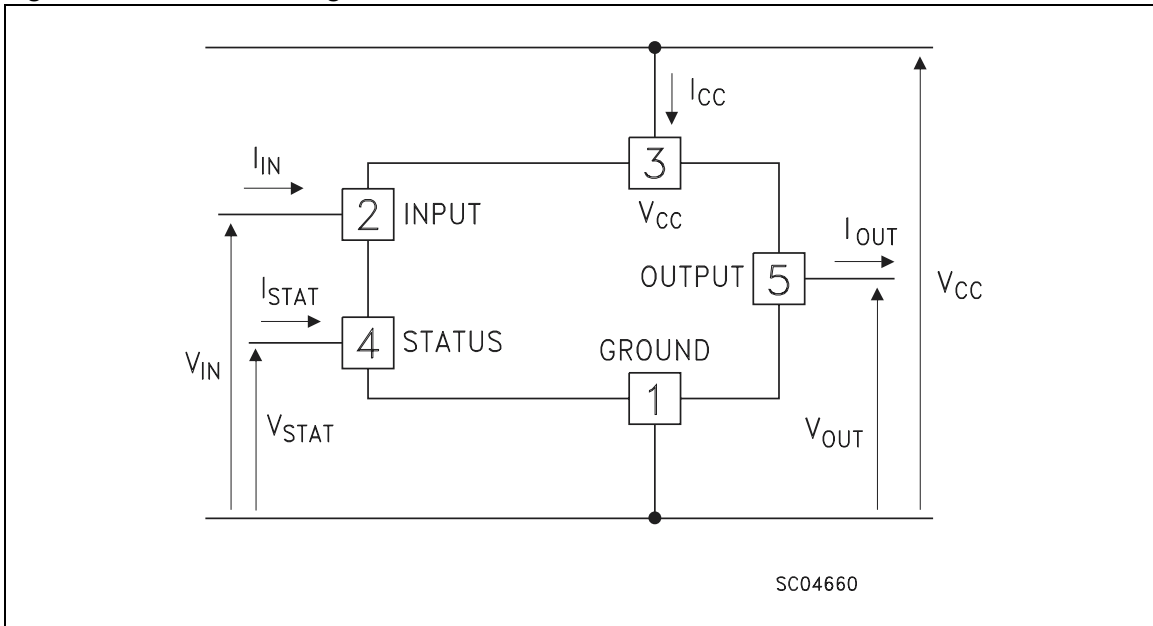 I_CC
3
V_CC
I_IN
2 INPUT
I_OUT
OUTPUT 5
V_CC
I_STAT
4 STATUS
GROUND
1
V_IN
V_STAT
V_OUT
SC04660